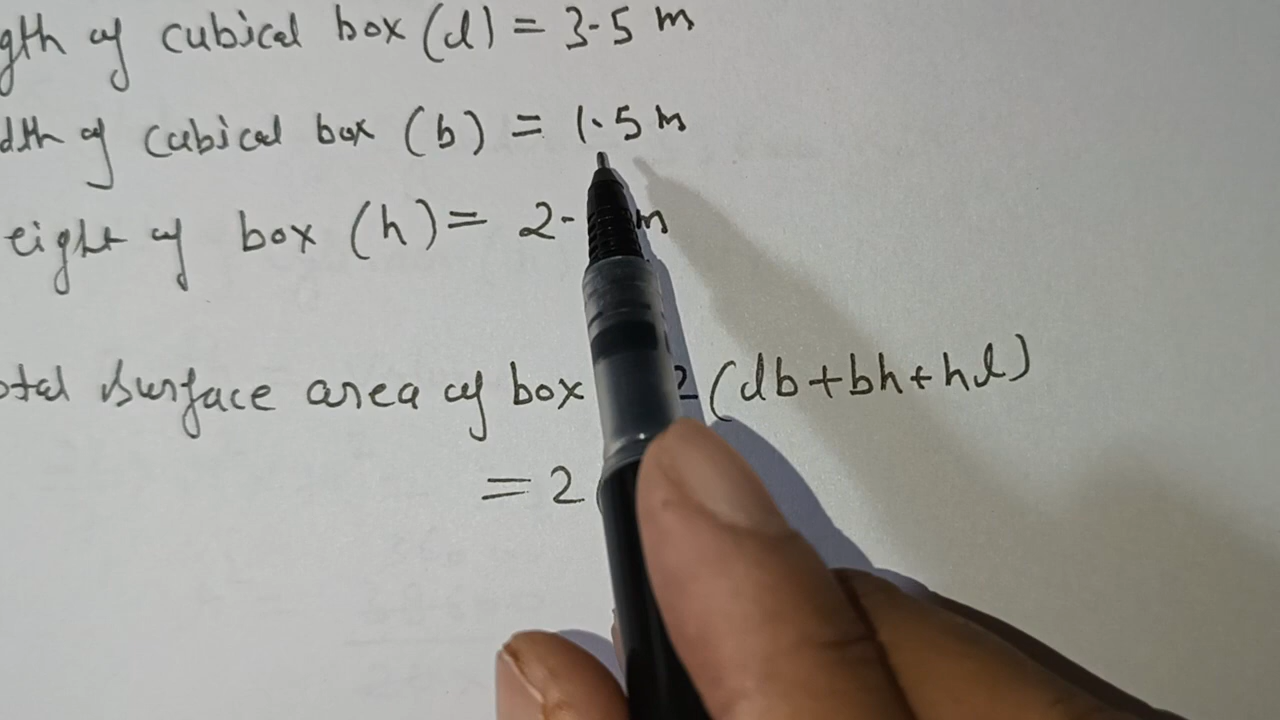 gth of cubical box (l) = 3.5 m
dth of cubical box (b) = 1.5 m
eight of box (h) = 2. m
otal surface area of box 2 (lb+bh+hl)
= 2 (